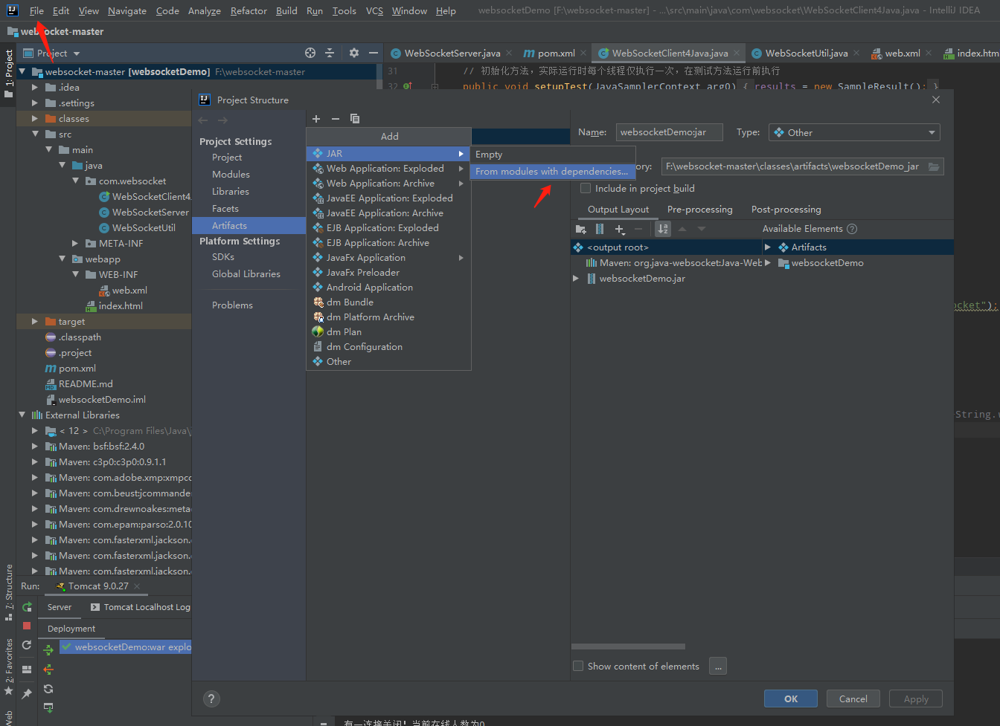 File Edit View Navigate Code Analyze Refactor Build Run Tools VCS Window Help websocketDemo [F:\websocket-master] - ...\src\main\java\com\websocket\WebSocketClient4Java.java - IntelliJ IDEA
websocket-master
1: Project
Project
WebSocketServer.java pom.xml WebSocketClient4Java.java WebSocketUtil.java web.xml index.htm
websocket-master [websocketDemo] F:\websocket-master
31 // 初始化方法，实际运行时每个线程仅执行一次，在测试方法运行前执行
32 public void setupTest(JavaSamplerContext arg0) { results = new SampleResult(); }
.idea
.settings
classes
src
main
java
com.websocket
WebSocketClient4
WebSocketServer
WebSocketUtil
META-INF
webapp
WEB-INF
web.xml
index.html
target
.classpath
.project
pom.xml
README.md
websocketDemo.iml
External Libraries
< 12 > C:\Program Files\Java\
Maven: bsf:bsf:2.4.0
Maven: c3p0:c3p0:0.9.1.1
Maven: com.adobe.xmp:xmpcc
Maven: com.beust:jcommande
Maven: com.drewnoakes:meta
Maven: com.epam:parso:2.0.10
Maven: com.fasterxml.jackson.
Maven: com.fasterxml.jackson.
Maven: com.fasterxml.jackson.
Project Structure
Project Settings
Project
Modules
Libraries
Facets
Artifacts
Platform Settings
SDKs
Global Libraries
Problems
Add
JAR
Web Application: Exploded
Web Application: Archive
JavaEE Application: Exploded
JavaEE Application: Archive
EJB Application: Exploded
EJB Application: Archive
JavaFx Application
JavaFx Preloader
Android Application
dm Bundle
dm Platform Archive
dm Plan
dm Configuration
Other
Empty
From modules with dependencies...
Name: websocketDemo:jar Type: Other
ory: F:\websocket-master\classes\artifacts\websocketDemo_jar
Include in project build
Output Layout Pre-processing Post-processing
Available Elements ?
<output root>
Maven: org.java-websocket:Java-Web
websocketDemo.jar
Artifacts
websocketDemo
ocket");
String.
Show content of elements ...
? OK Cancel Apply
7: Structure
2: Favorites
Web
Run: Tomcat 9.0.27
Server Tomcat Localhost Log
Deployment
websocketDemo:war explo
有一连接关闭！当前在线人数为0